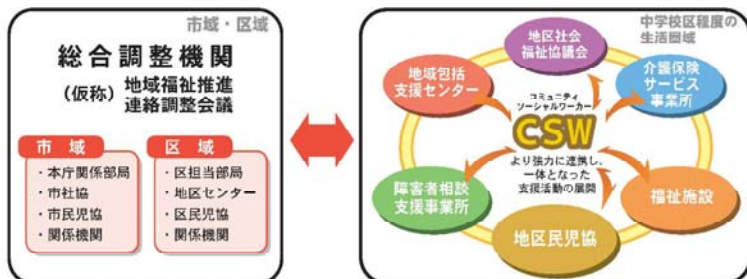 市域・区域
総合調整機関
(仮称)地域福祉推進
連絡調整会議
市域
・本庁関係部局
・市社協
・市民児協
・関係機関
区域
・区担当部局
・地区センター
・区民児協
・関係機関
中学校区程度の
生活圏域
地区社会
福祉協議会
地域包括
支援センター
介護保険
サービス
事業所
コミュニティ
ソーシャルワーカー
CSW
より強力に連携し、
一体となった
支援活動の展開
障害者相談
支援事業所
福祉施設
地区民児協